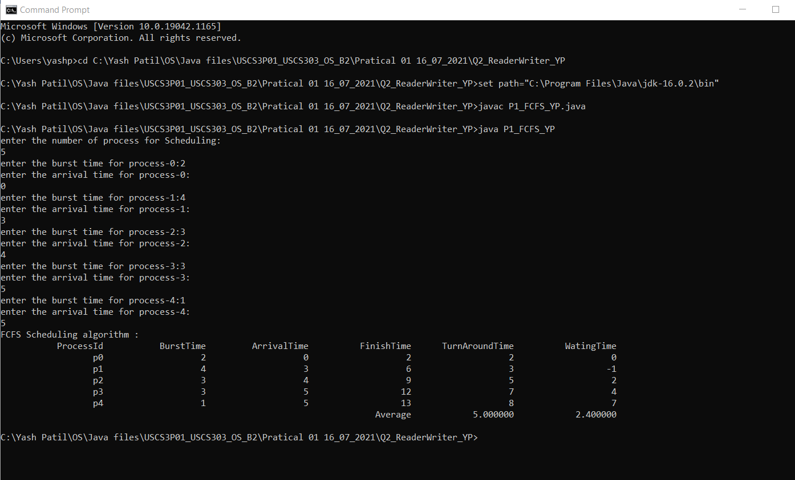 Command Prompt
Microsoft Windows [Version 10.0.19042.1165]
(c) Microsoft Corporation. All rights reserved.
C:\Users\yashp>cd C:\Yash Patil\OS\Java files\USCS3P01_USCS303_OS_B2\Pratical 01 16_07_2021\Q2_ReaderWriter_YP
C:\Yash Patil\OS\Java files\USCS3P01_USCS303_OS_B2\Pratical 01 16_07_2021\Q2_ReaderWriter_YP>set path="C:\Program Files\Java\jdk-16.0.2\bin"
C:\Yash Patil\OS\Java files\USCS3P01_USCS303_OS_B2\Pratical 01 16_07_2021\Q2_ReaderWriter_YP>javac P1_FCFS_YP.java
C:\Yash Patil\OS\Java files\USCS3P01_USCS303_OS_B2\Pratical 01 16_07_2021\Q2_ReaderWriter_YP>java P1_FCFS_YP
enter the number of process for Scheduling:
5
enter the burst time for process-0:2
enter the arrival time for process-0:
0
enter the burst time for process-1:4
enter the arrival time for process-1:
3
enter the burst time for process-2:3
enter the arrival time for process-2:
4
enter the burst time for process-3:3
enter the arrival time for process-3:
5
enter the burst time for process-4:1
enter the arrival time for process-4:
5
FCFS Scheduling algorithm :
ProcessId BurstTime ArrivalTime FinishTime TurnAroundTime WatingTime
p0 2 0 2 2 0
p1 4 3 6 3 -1
p2 3 4 9 5 2
p3 3 5 12 7 4
p4 1 5 13 8 7
Average 5.000000 2.400000
C:\Yash Patil\OS\Java files\USCS3P01_USCS303_OS_B2\Pratical 01 16_07_2021\Q2_ReaderWriter_YP>